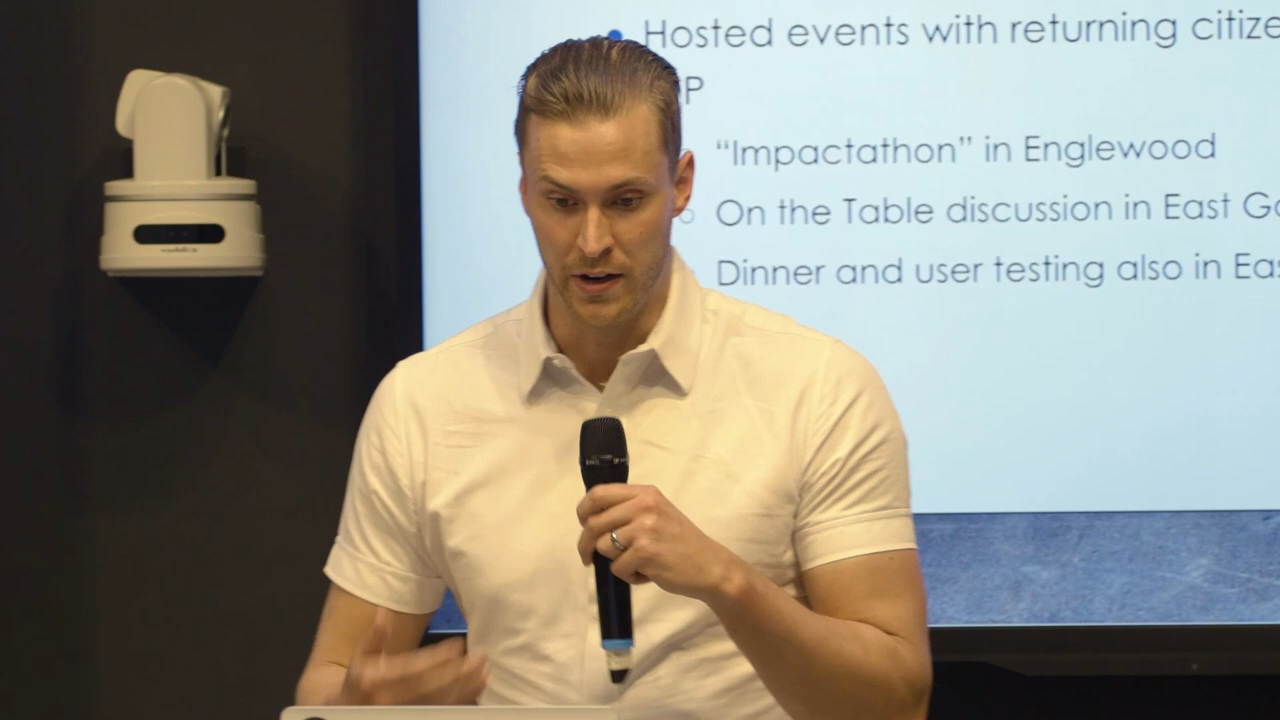 Hosted events with returning citize
P
“Impactathon” in Englewood
On the Table discussion in East Ga
Dinner and user testing also in Eas